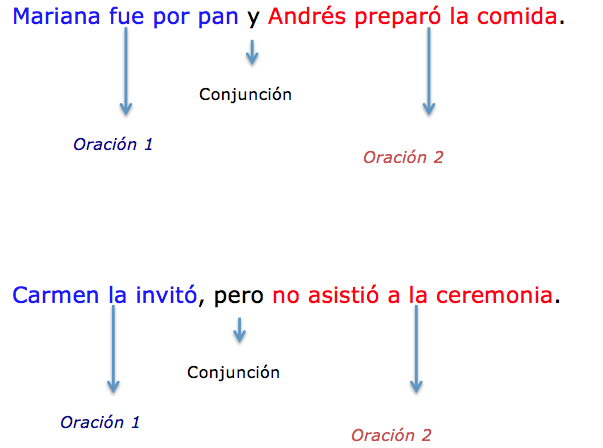 Mariana fue por pan y Andrés preparó la comida.
Conjunción
Oración 1
Oración 2
Carmen la invitó, pero no asistió a la ceremonia.
Conjunción
Oración 1
Oración 2